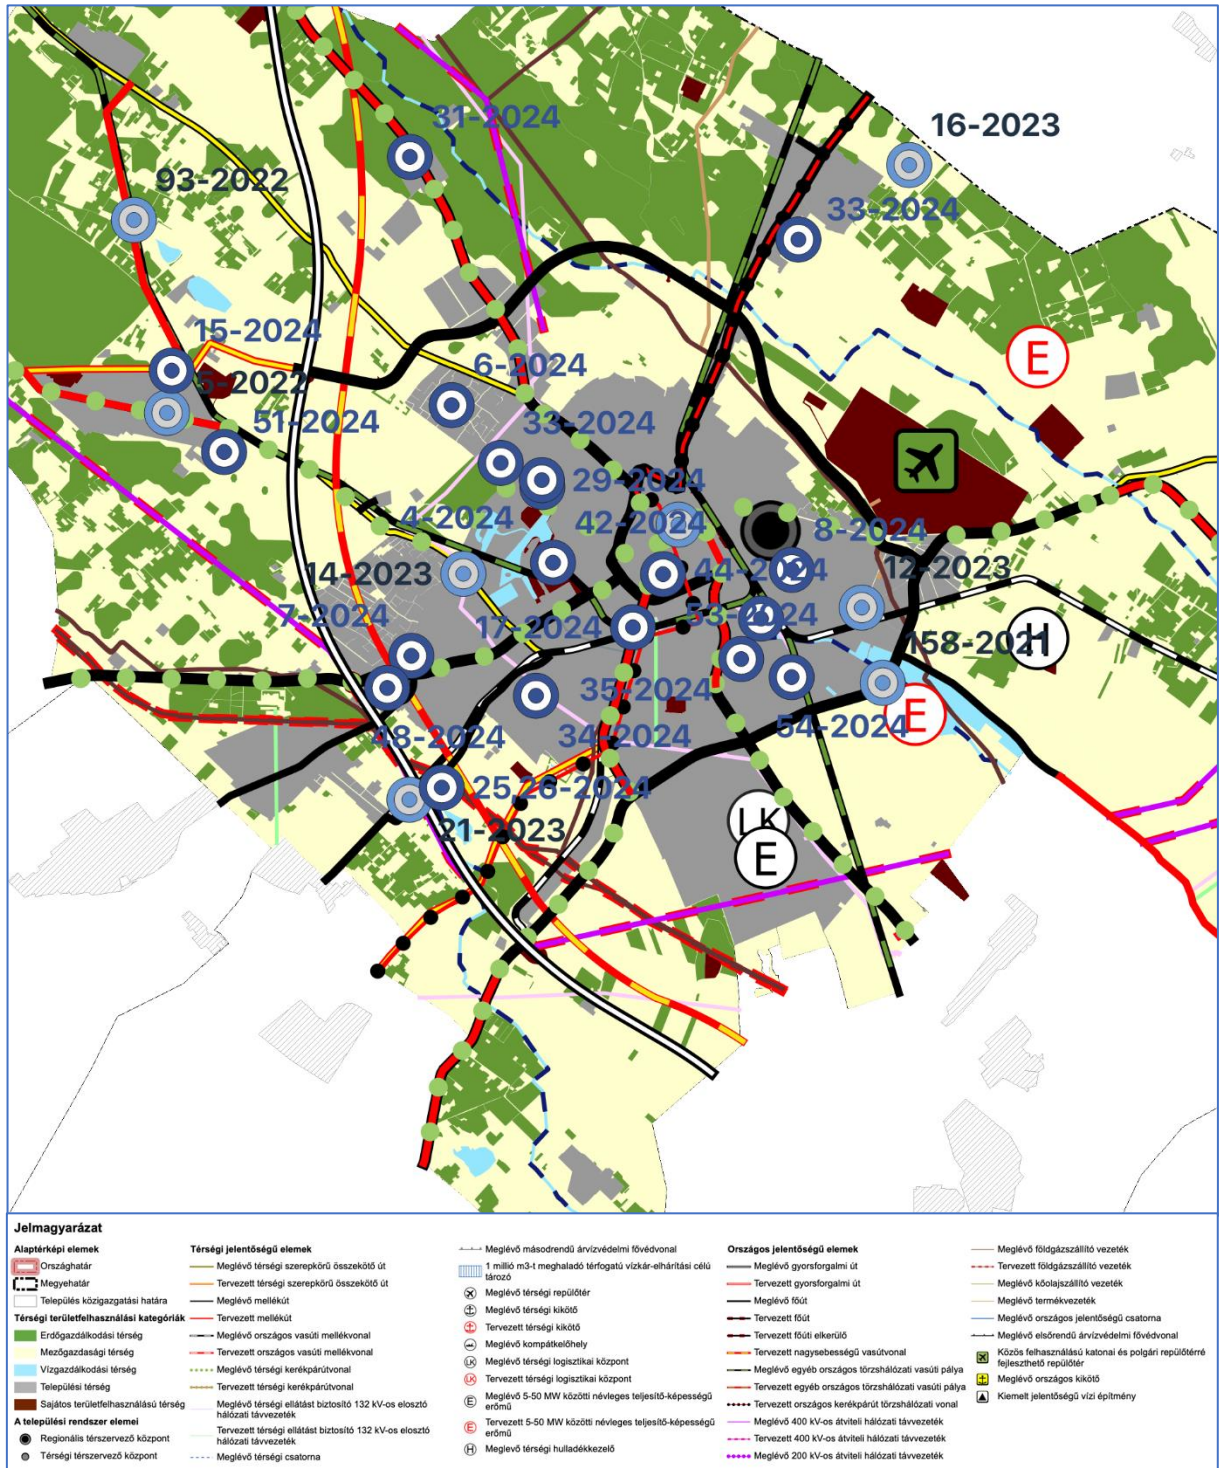 31-2024
16-2023
93-2022
33-2024
15-2024
E
6-2024
5-2022
51-2024
33-2024
29-2024
4-2024
42-2024
8-2024
14-2023
44-2024
12-2023
7-2024
17-2024
53-2024
158-2021
H
35-2024
E
48-2024
34-2024
54-2024
25,26-2024
21-2023
LK
E
Jelmagyarázat
Alaptérképi elemek
Országhatár
Megyehatár
Település közigazgatási határa
Térségi területfelhasználási kategóriák
Erdőgazdálkodási térség
Mezőgazdasági térség
Vízgazdálkodási térség
Települési térség
Sajátos területfelhasználású térség
A települési rendszer elemei
Regionális térszervező központ
Térségi térszervező központ
Térségi jelentőségű elemek
Meglévő térségi szerepkörű összekötő út
Tervezett térségi szerepkörű összekötő út
Meglévő mellékút
Tervezett mellékút
Meglévő országos vasúti mellékvonal
Tervezett országos vasúti mellékvonal
Meglévő térségi kerékpárútvonal
Tervezett térségi kerékpárútvonal
Meglévő térségi ellátást biztosító 132 kV-os elosztó
hálózati távvezeték
Tervezett térségi ellátást biztosító 132 kV-os elosztó
hálózati távvezeték
Meglévő térségi csatorna
Meglévő másodrendű árvízvédelmi fővédvonal
1 millió m3-t meghaladó térfogatú vízkár-elhárítási célú
tározó
Meglévő térségi repülőtér
Meglévő térségi kikötő
Tervezett térségi kikötő
Meglévő kompátkelőhely
LK Meglévő térségi logisztikai központ
LK Tervezett térségi logisztikai központ
E Meglévő 5-50 MW közötti névleges teljesítő-képességű
erőmű
E Tervezett 5-50 MW közötti névleges teljesítő-képességű
erőmű
H Meglevő térségi hulladékkezelő
Országos jelentőségű elemek
Meglévő gyorsforgalmi út
Tervezett gyorsforgalmi út
Meglévő főút
Tervezett főút
Tervezett főúti elkerülő
Tervezett nagysebességű vasútvonal
Meglévő egyéb országos törzshálózati vasúti pálya
Tervezett egyéb országos törzshálózati vasúti pálya
Tervezett országos kerékpárút törzshálózati vonal
Meglévő 400 kV-os átviteli hálózati távvezeték
Tervezett 400 kV-os átviteli hálózati távvezeték
Meglévő 200 kV-os átviteli hálózati távvezeték
Meglévő földgázszállító vezeték
Tervezett földgázszállító vezeték
Meglévő kőolajszállító vezeték
Meglévő termékvezeték
Meglévő országos jelentőségű csatorna
Meglévő elsőrendű árvízvédelmi fővédvonal
Közös felhasználású katonai és polgári repülőtérré
fejleszthető repülőtér
Meglévő országos kikötő
Kiemelt jelentőségű vízi építmény